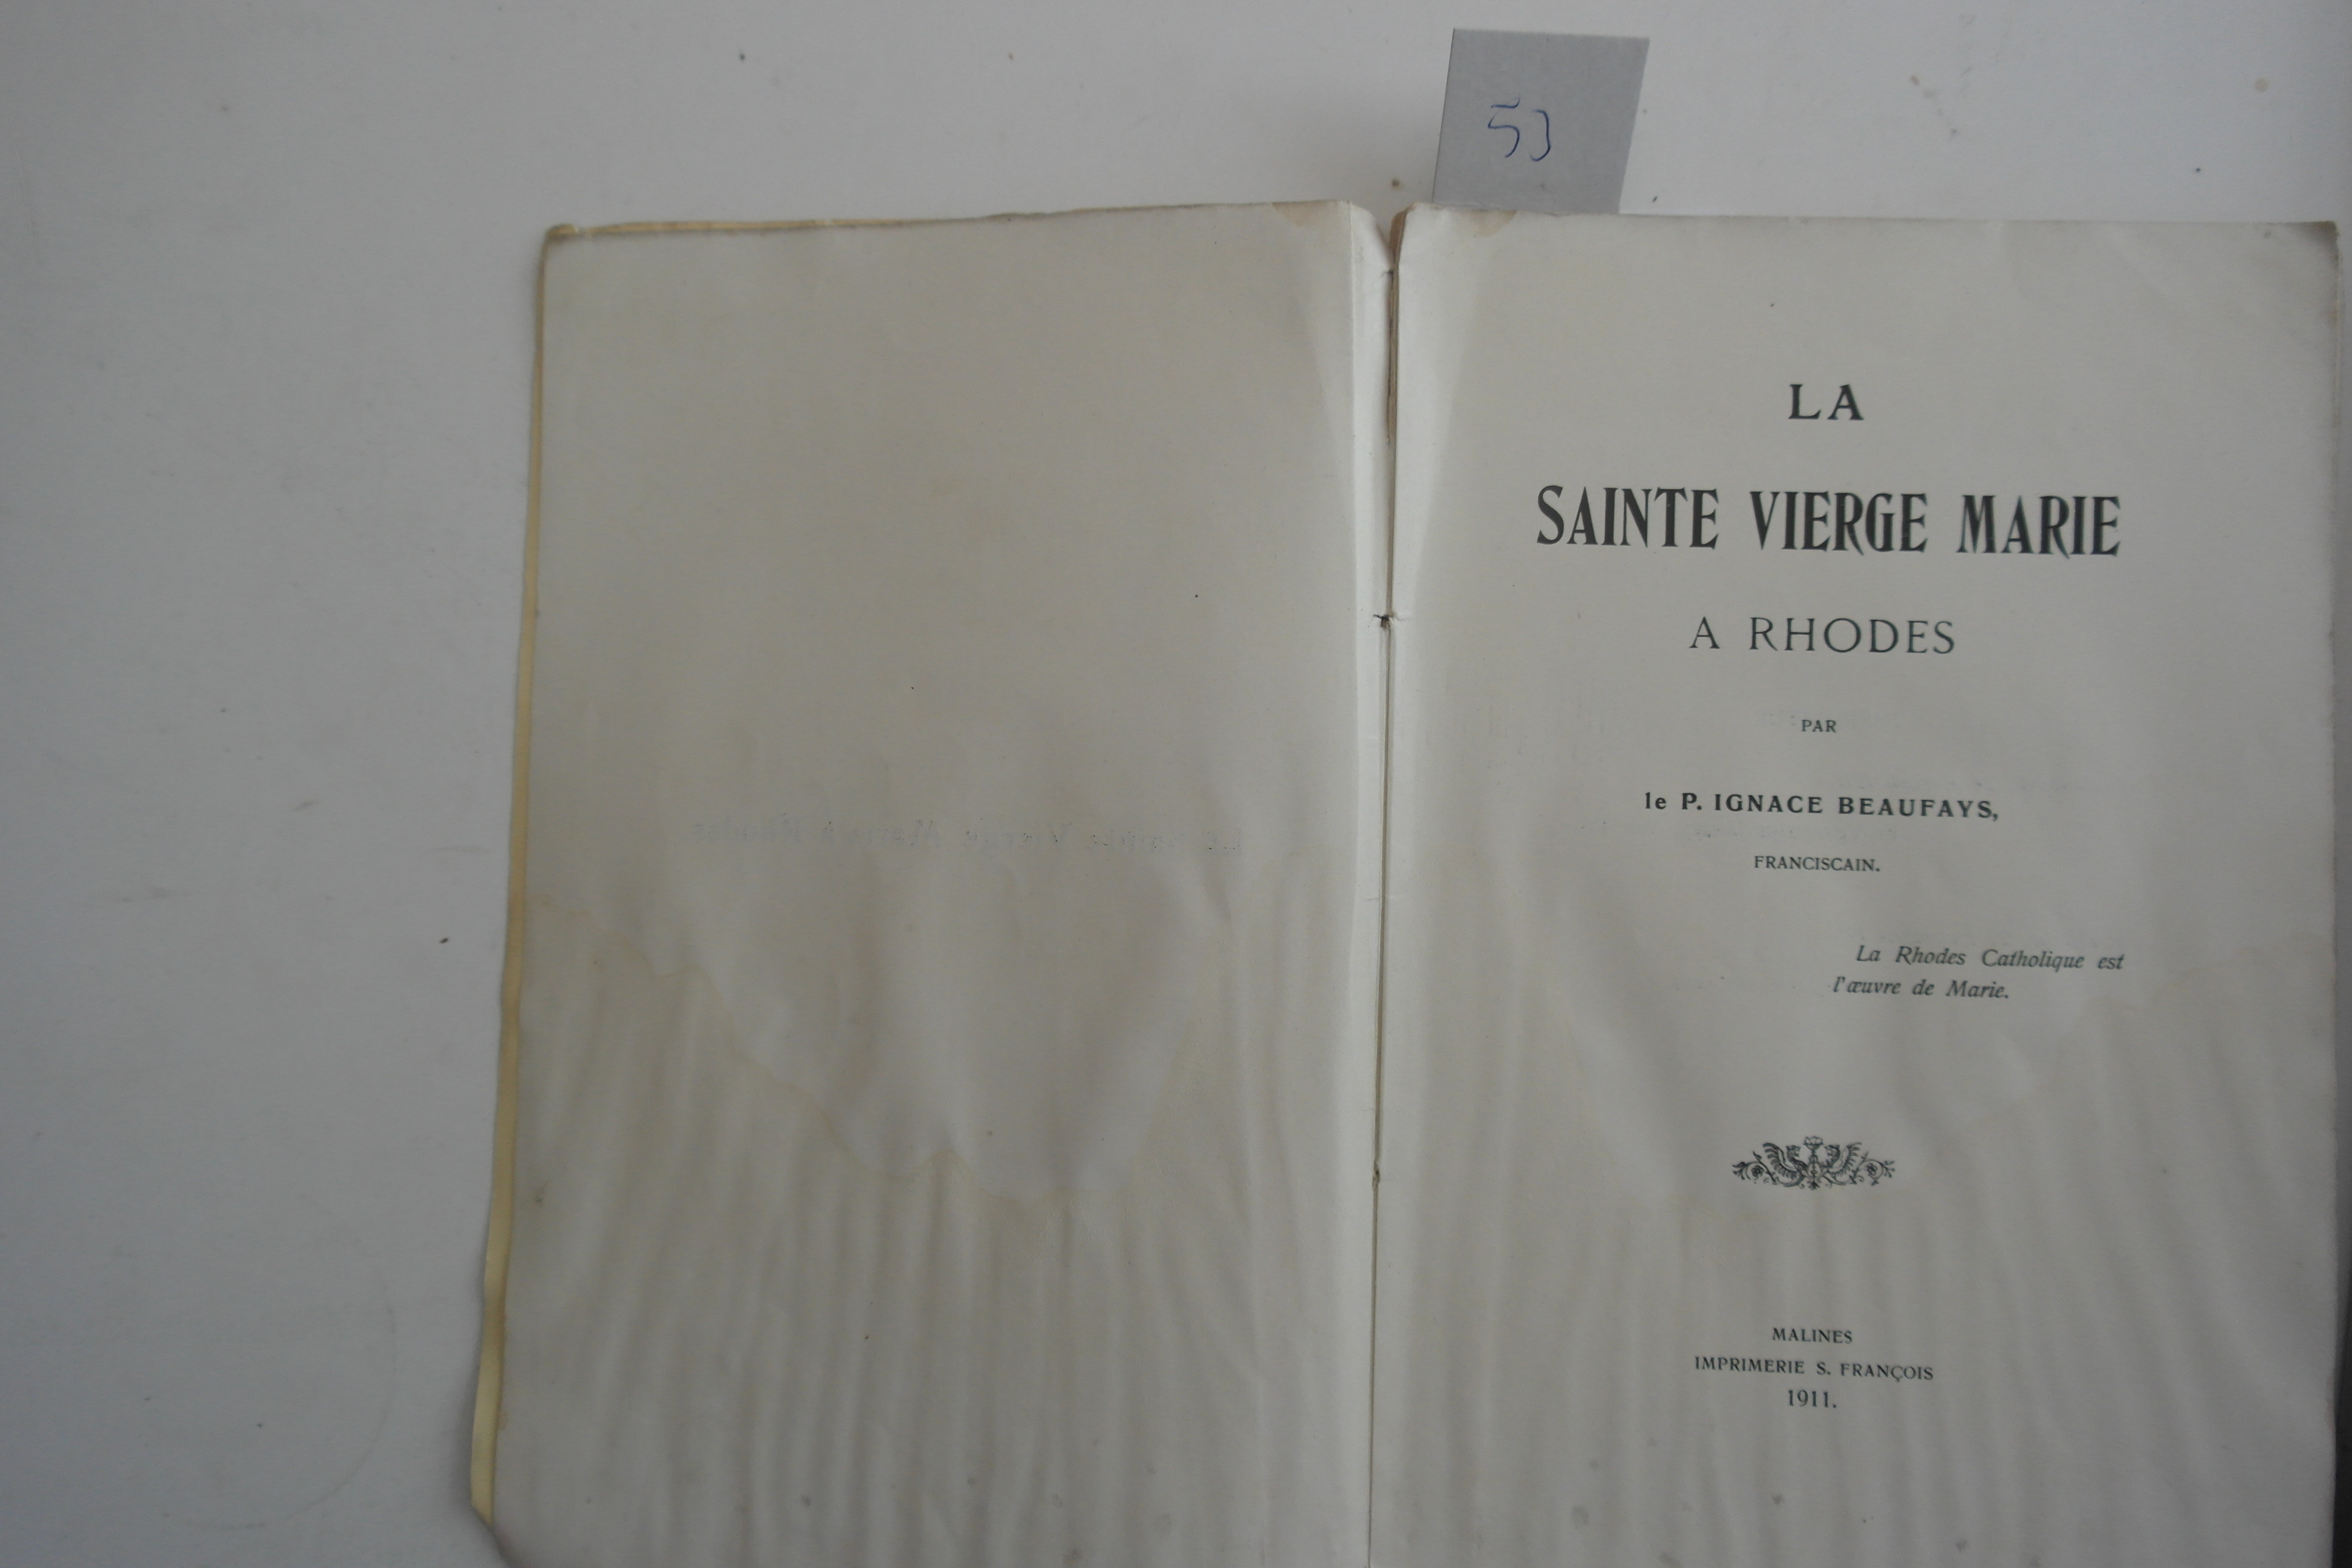 53
LA
SAINTE VIERGE MARIE
A RHODES
PAR
le P. IGNACE BEAUFAYS,
FRANCISCAIN.
La Rhodes Catholique est
l'œuvre de Marie.
MALINES
IMPRIMERIE S. FRANÇOIS
1911.